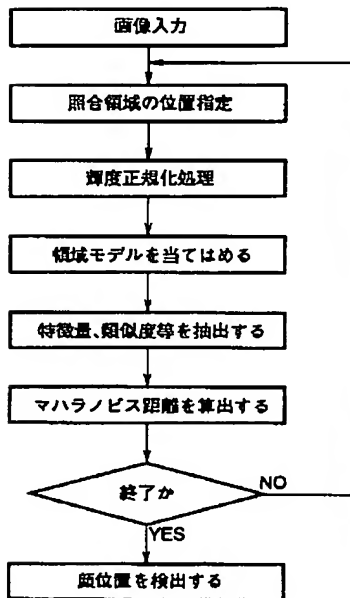 画像入力
照合領域の位置指定
輝度正規化処理
領域モデルを当てはめる
特徴量、類似度等を抽出する
マハラノビス距離を算出する
終了か
NO
YES
顔位置を検出する